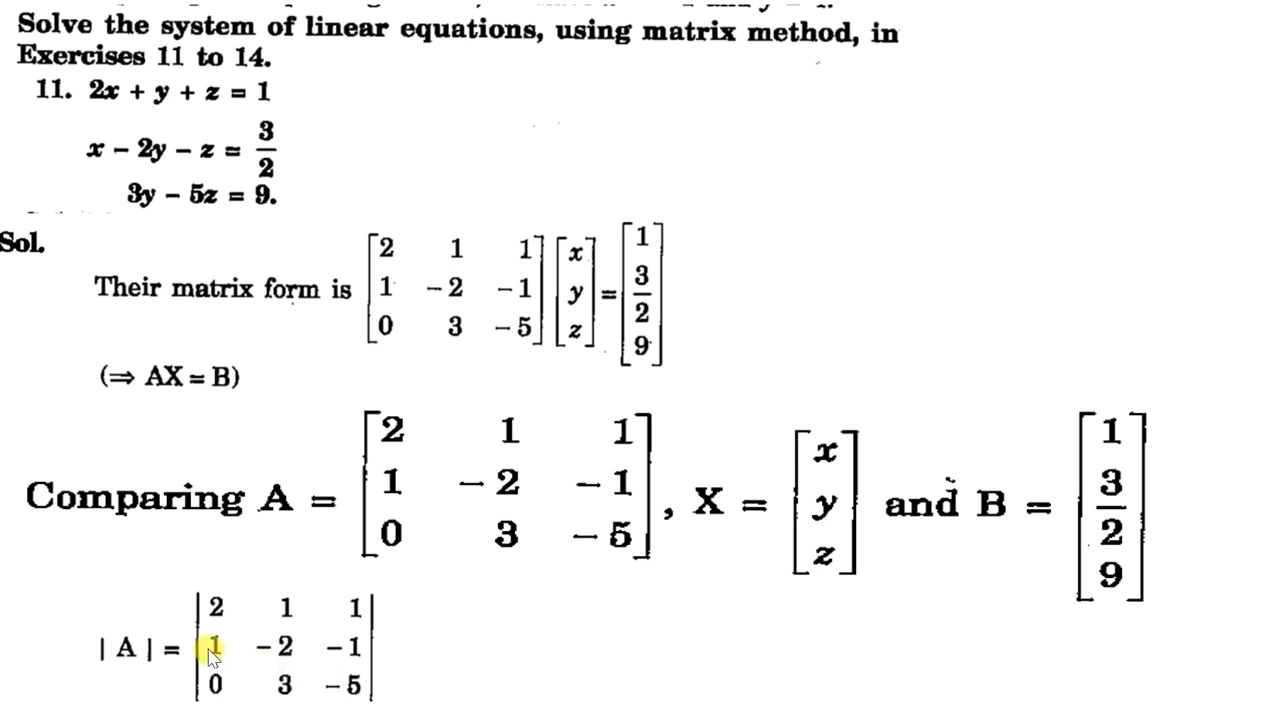 Solve the system of linear equations, using matrix method, in
Exercises 11 to 14.
11. 2x + y + z = 1
x − 2y − z = 3/2
3y − 5z = 9.
Sol.
Their matrix form is [2 1 1; 1 −2 −1; 0 3 −5] [x; y; z] = [1; 3/2; 9]
(⇒ AX = B)
Comparing A = [2 1 1; 1 −2 −1; 0 3 −5], X = [x; y; z] and B = [1; 3/2; 9]
| A | = |2 1 1; 1 −2 −1; 0 3 −5|